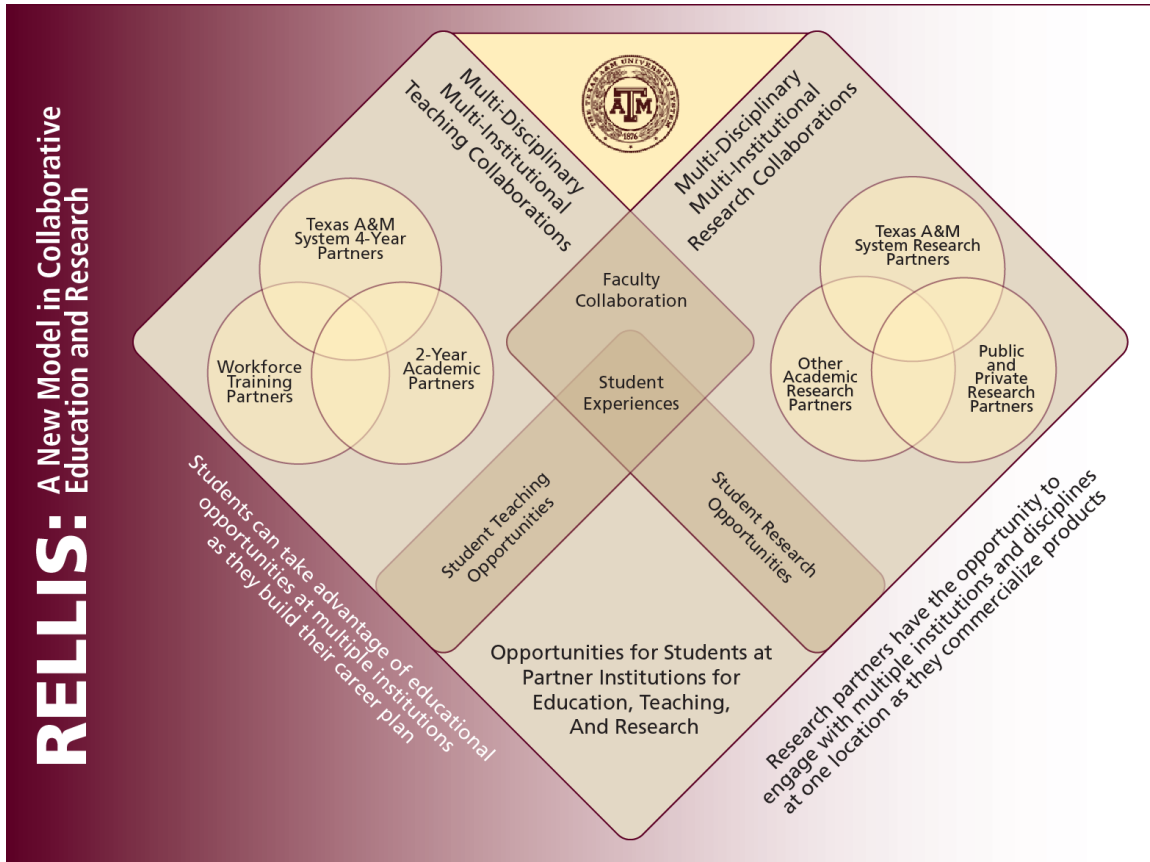 RELLIS: A New Model in Collaborative
Education and Research
THE TEXAS A&M UNIVERSITY SYSTEM
ATM
1876
Multi-Disciplinary
Multi-Institutional
Teaching Collaborations
Multi-Disciplinary
Multi-Institutional
Research Collaborations
Texas A&M
System 4-Year
Partners
Workforce
Training
Partners
2-Year
Academic
Partners
Faculty
Collaboration
Student
Experiences
Texas A&M
System Research
Partners
Other
Academic
Research
Partners
Public
and
Private
Research
Partners
Student Teaching
Opportunities
Student Research
Opportunities
Students can take advantage of educational
opportunities at multiple institutions
as they build their career plan
Opportunities for Students at
Partner Institutions for
Education, Teaching,
And Research
Research partners have the opportunity to
engage with multiple institutions and disciplines
at one location as they commercialize products